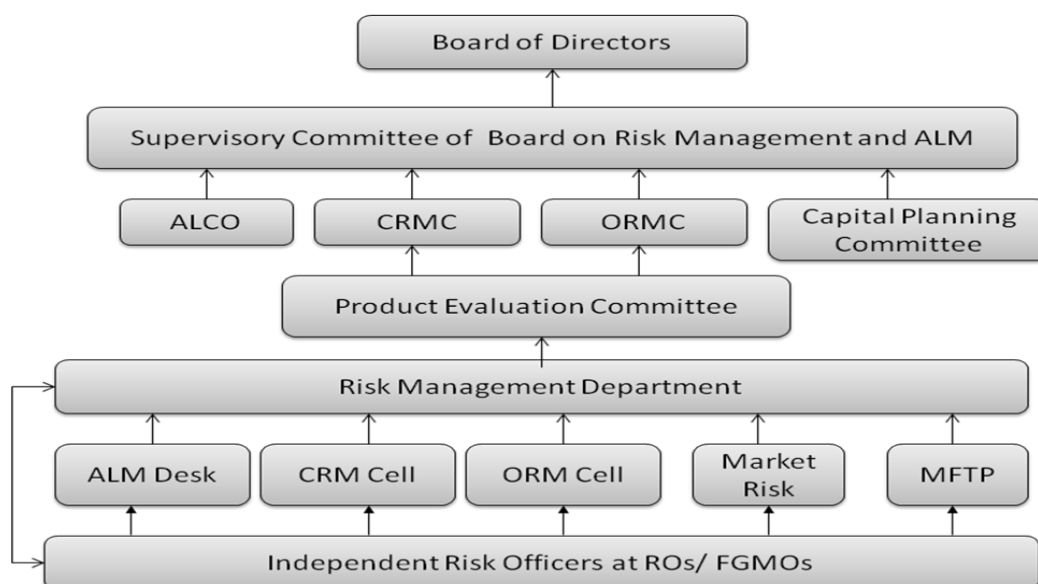 Board of Directors
Supervisory Committee of Board on Risk Management and ALM
ALCO
CRMC
ORMC
Capital Planning
Committee
Product Evaluation Committee
Risk Management Department
ALM Desk
CRM Cell
ORM Cell
Market
Risk
MFTP
Independent Risk Officers at ROs/ FGMOs